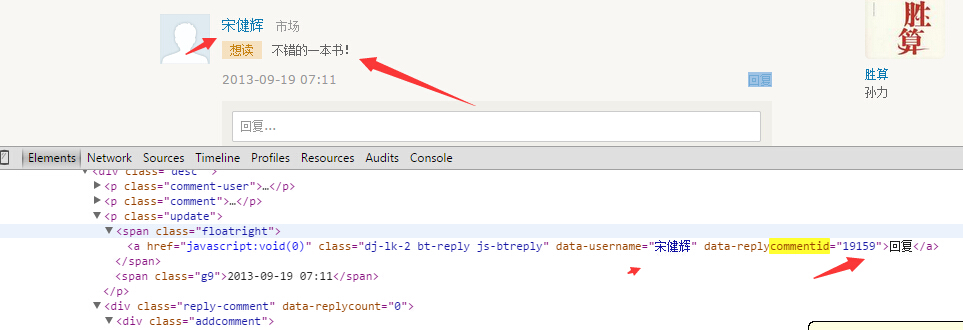 宋健辉 市场
想读 不错的一本书!
2013-09-19 07:11 回复
回复...
胜算
胜算
孙力
Elements Network Sources Timeline Profiles Resources Audits Console
<div class="desc">
▶<p class="comment-user">…</p>
▶<p class="comment">…</p>
▼<p class="update">
▼<span class="floatright">
<a href="javascript:void(0)" class="dj-lk-2 bt-reply js-btreply" data-username="宋健辉" data-replycommentid="19159">回复</a>
</span>
<span class="g9">2013-09-19 07:11</span>
</p>
▼<div class="reply-comment" data-replycount="0">
▼<div class="addcomment">